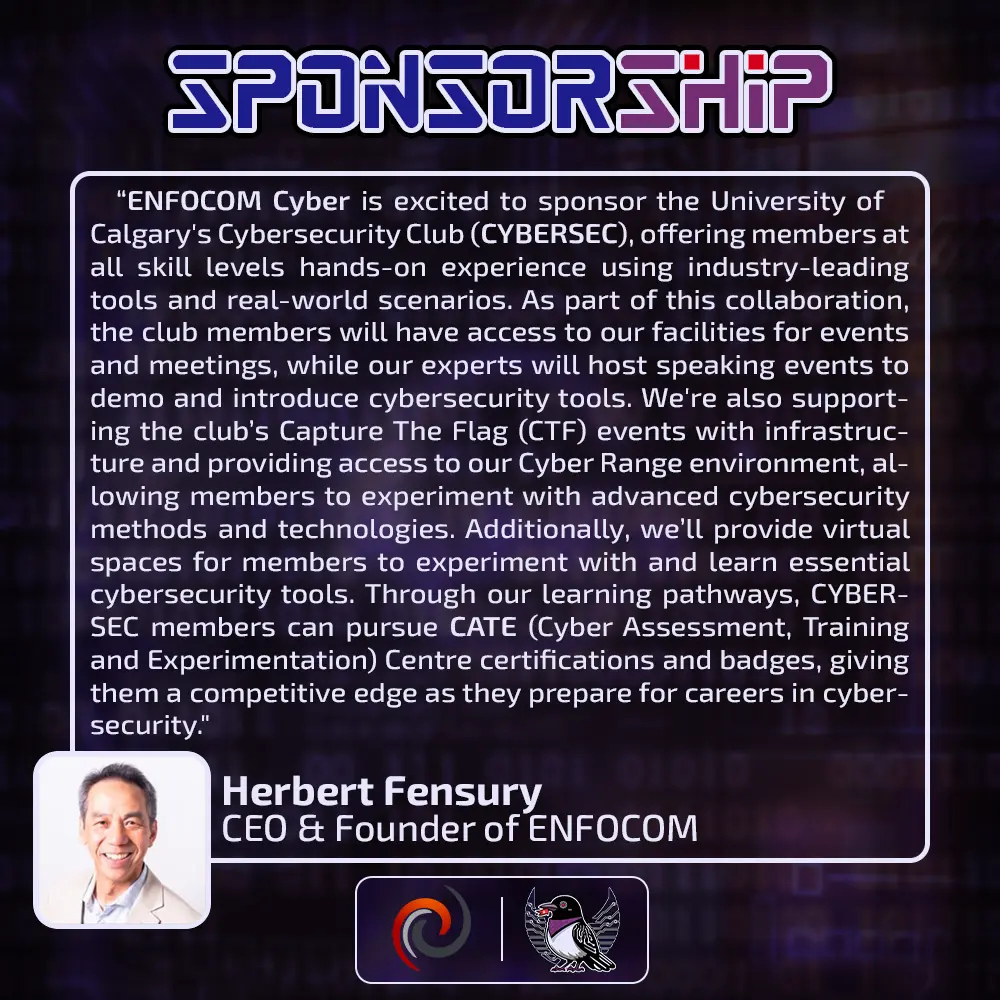 SPONSORSHiP
“ENFOCOM Cyber is excited to sponsor the University of
Calgary's Cybersecurity Club (CYBERSEC), offering members at
all skill levels hands-on experience using industry-leading
tools and real-world scenarios. As part of this collaboration,
the club members will have access to our facilities for events
and meetings, while our experts will host speaking events to
demo and introduce cybersecurity tools. We're also support-
ing the club’s Capture The Flag (CTF) events with infrastruc-
ture and providing access to our Cyber Range environment, al-
lowing members to experiment with advanced cybersecurity
methods and technologies. Additionally, we’ll provide virtual
spaces for members to experiment with and learn essential
cybersecurity tools. Through our learning pathways, CYBER-
SEC members can pursue CATE (Cyber Assessment, Training
and Experimentation) Centre certifications and badges, giving
them a competitive edge as they prepare for careers in cyber-
security."
Herbert Fensury
CEO & Founder of ENFOCOM